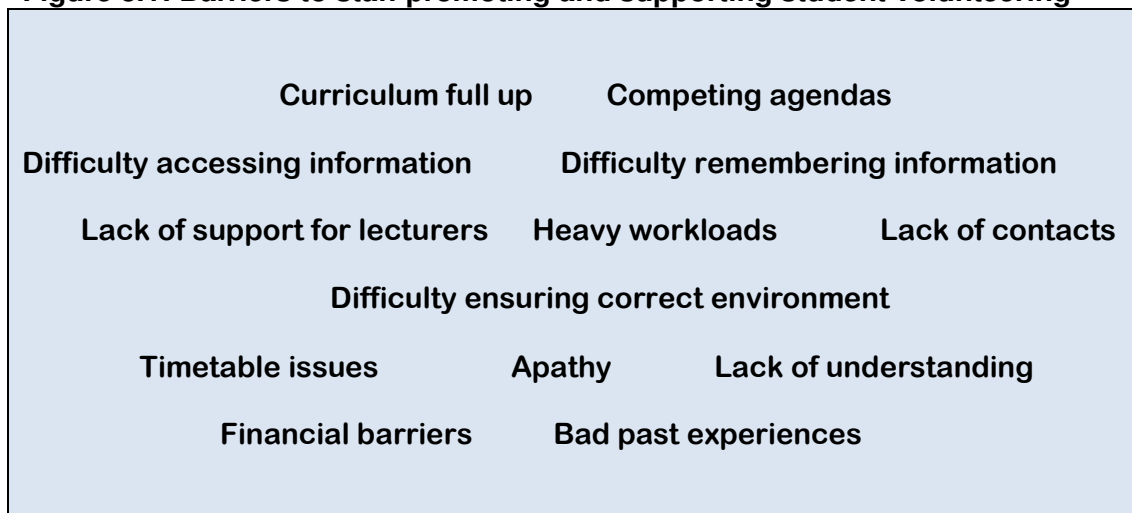 Figure Barriers to staff promoting and supporting student volunteering
Curriculum full up Competing agendas
Difficulty accessing information Difficulty remembering information
Lack of support for lecturers Heavy workloads Lack of contacts
Difficulty ensuring correct environment
Timetable issues Apathy Lack of understanding
Financial barriers Bad past experiences